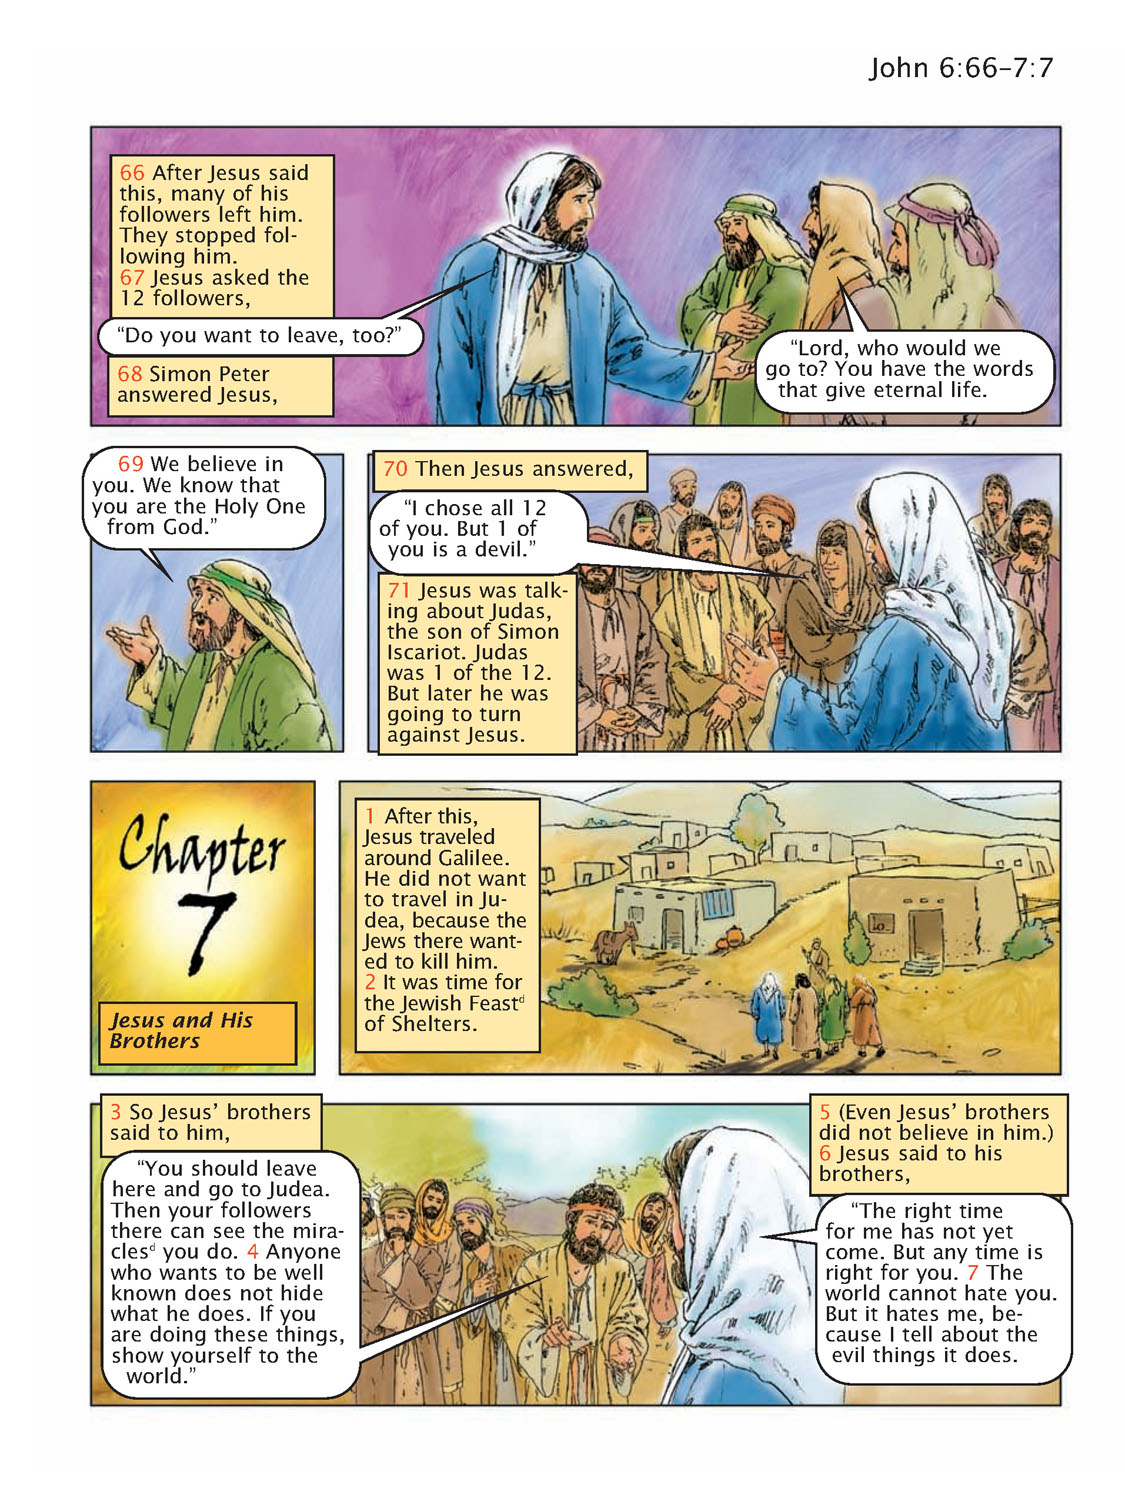 John 6:66–7:7
66 After Jesus said
this, many of his
followers left him.
They stopped fol-
lowing him.
67 Jesus asked the
12 followers,
“Do you want to leave, too?”
68 Simon Peter
answered Jesus,
“Lord, who would we
go to? You have the words
that give eternal life.
69 We believe in
you. We know that
you are the Holy One
from God.”
70 Then Jesus answered,
“I chose all 12
of you. But 1 of
you is a devil.”
71 Jesus was talk-
ing about Judas,
the son of Simon
Iscariot. Judas
was 1 of the 12.
But later he was
going to turn
against Jesus.
Chapter
7
Jesus and His
Brothers
1 After this,
Jesus traveled
around Galilee.
He did not want
to travel in Ju-
dea, because the
Jews there want-
ed to kill him.
2 It was time for
the Jewish Feastᵈ
of Shelters.
3 So Jesus’ brothers
said to him,
“You should leave
here and go to Judea.
Then your followers
there can see the mira-
clesᵈ you do. 4 Anyone
who wants to be well
known does not hide
what he does. If you
are doing these things,
show yourself to the
world.”
5 (Even Jesus’ brothers
did not believe in him.)
6 Jesus said to his
brothers,
“The right time
for me has not yet
come. But any time is
right for you. 7 The
world cannot hate you.
But it hates me, be-
cause I tell about the
evil things it does.